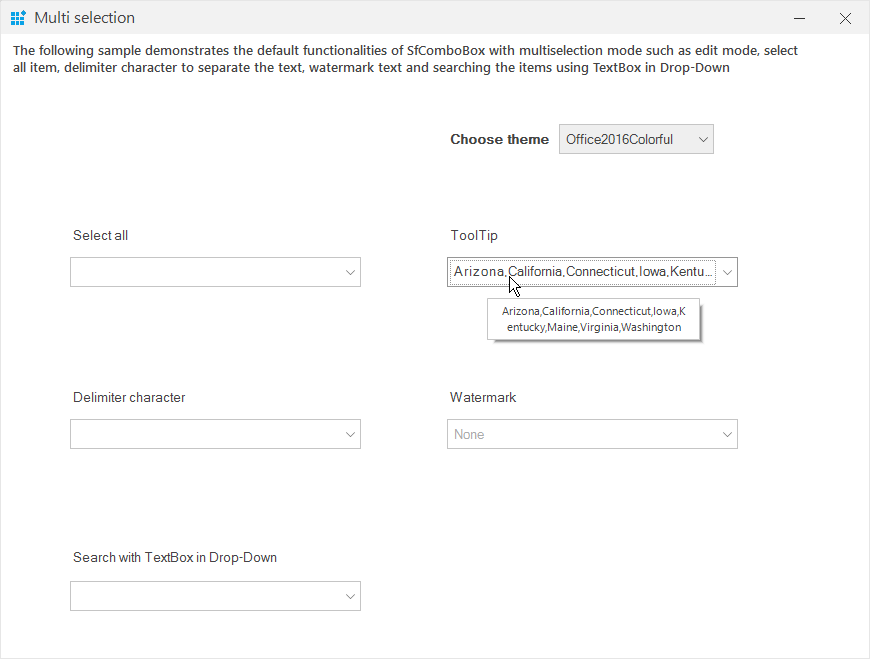 Multi selection
The following sample demonstrates the default functionalities of SfComboBox with multiselection mode such as edit mode, select
all item, delimiter character to separate the text, watermark text and searching the items using TextBox in Drop-Down
Choose theme
Office2016Colorful
Select all
ToolTip
Arizona,California,Connecticut,Iowa,Kentu...
Arizona,California,Connecticut,Iowa,K
entucky,Maine,Virginia,Washington
Delimiter character
Watermark
None
Search with TextBox in Drop-Down